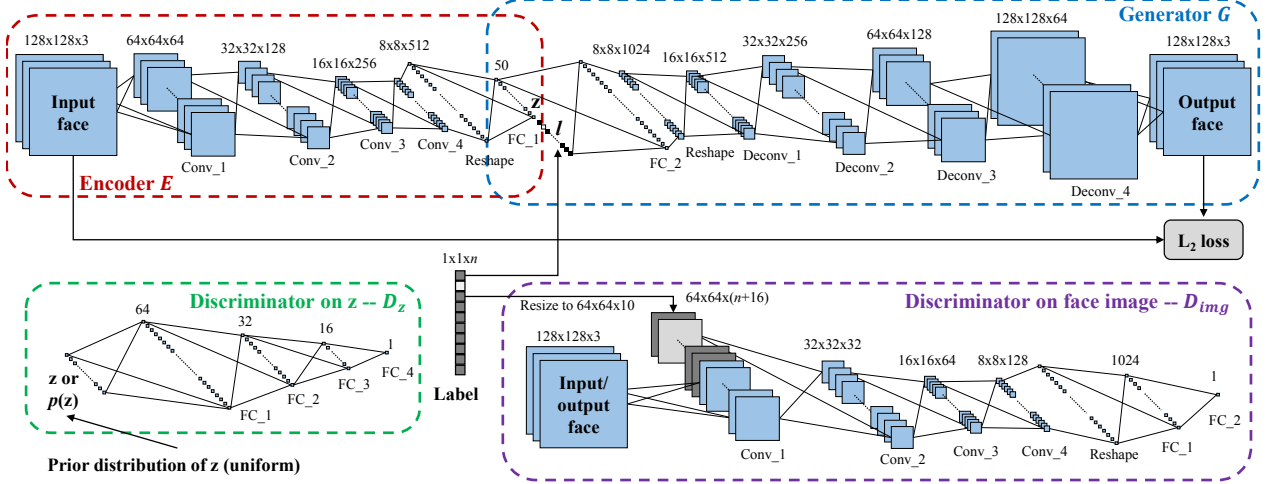 Generator G
128x128x3
64x64x64
32x32x128
16x16x256
8x8x512
50
8x8x1024
16x16x512
32x32x256
64x64x128
128x128x64
128x128x3
Input
face
z
l
Output
face
Conv_1
Conv_2
Conv_3
Conv_4
Reshape
FC_1
FC_2
Reshape
Deconv_1
Deconv_2
Deconv_3
Deconv_4
Encoder E
L2 loss
1x1xn
Label
Discriminator on z -- Dz
64
32
16
1
z or
p(z)
FC_1
FC_2
FC_3
FC_4
Prior distribution of z (uniform)
Discriminator on face image -- Dimg
Resize to 64x64x10
64x64x(n+16)
128x128x3
32x32x32
16x16x64
8x8x128
1024
1
Input/
output
face
Conv_1
Conv_2
Conv_3
Conv_4
Reshape
FC_1
FC_2